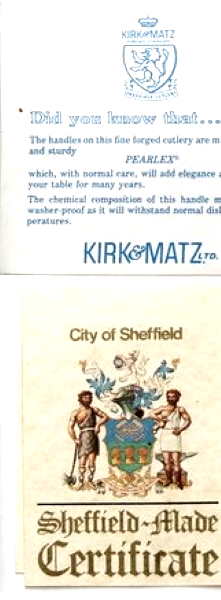 KIRK&MATZ
Did you know that...
The handles on this fine forged cutlery are m
and sturdy
PEARLEX®
which, with normal care, will add elegance a
your table for many years.
The chemical composition of this handle m
washer-proof as it will withstand normal dis
peratures.
KIRK&MATZ LTD.
City of Sheffield
Sheffield-Made
Certificate